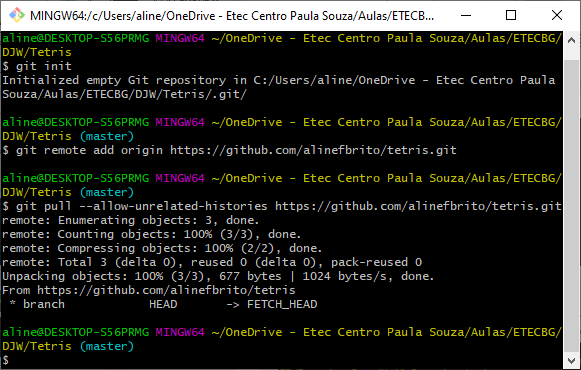 MINGW64:/c/Users/aline/OneDrive - Etec Centro Paula Souza/Aulas/ETECBG/D...
aline@DESKTOP-S56PRMG MINGW64 ~/OneDrive - Etec Centro Paula Souza/Aulas/ETECBG/
DJW/Tetris
$ git init
Initialized empty Git repository in C:/Users/aline/OneDrive - Etec Centro Paula
Souza/Aulas/ETECBG/DJW/Tetris/.git/
aline@DESKTOP-S56PRMG MINGW64 ~/OneDrive - Etec Centro Paula Souza/Aulas/ETECBG/
DJW/Tetris (master)
$ git remote add origin https://github.com/alinefbrito/tetris.git
aline@DESKTOP-S56PRMG MINGW64 ~/OneDrive - Etec Centro Paula Souza/Aulas/ETECBG/
DJW/Tetris (master)
$ git pull --allow-unrelated-histories https://github.com/alinefbrito/tetris.git
remote: Enumerating objects: 3, done.
remote: Counting objects: 100% (3/3), done.
remote: Compressing objects: 100% (2/2), done.
remote: Total 3 (delta 0), reused 0 (delta 0), pack-reused 0
Unpacking objects: 100% (3/3), 677 bytes | 1024 bytes/s, done.
From https://github.com/alinefbrito/tetris
 * branch            HEAD       -> FETCH_HEAD
aline@DESKTOP-S56PRMG MINGW64 ~/OneDrive - Etec Centro Paula Souza/Aulas/ETECBG/
DJW/Tetris (master)
$